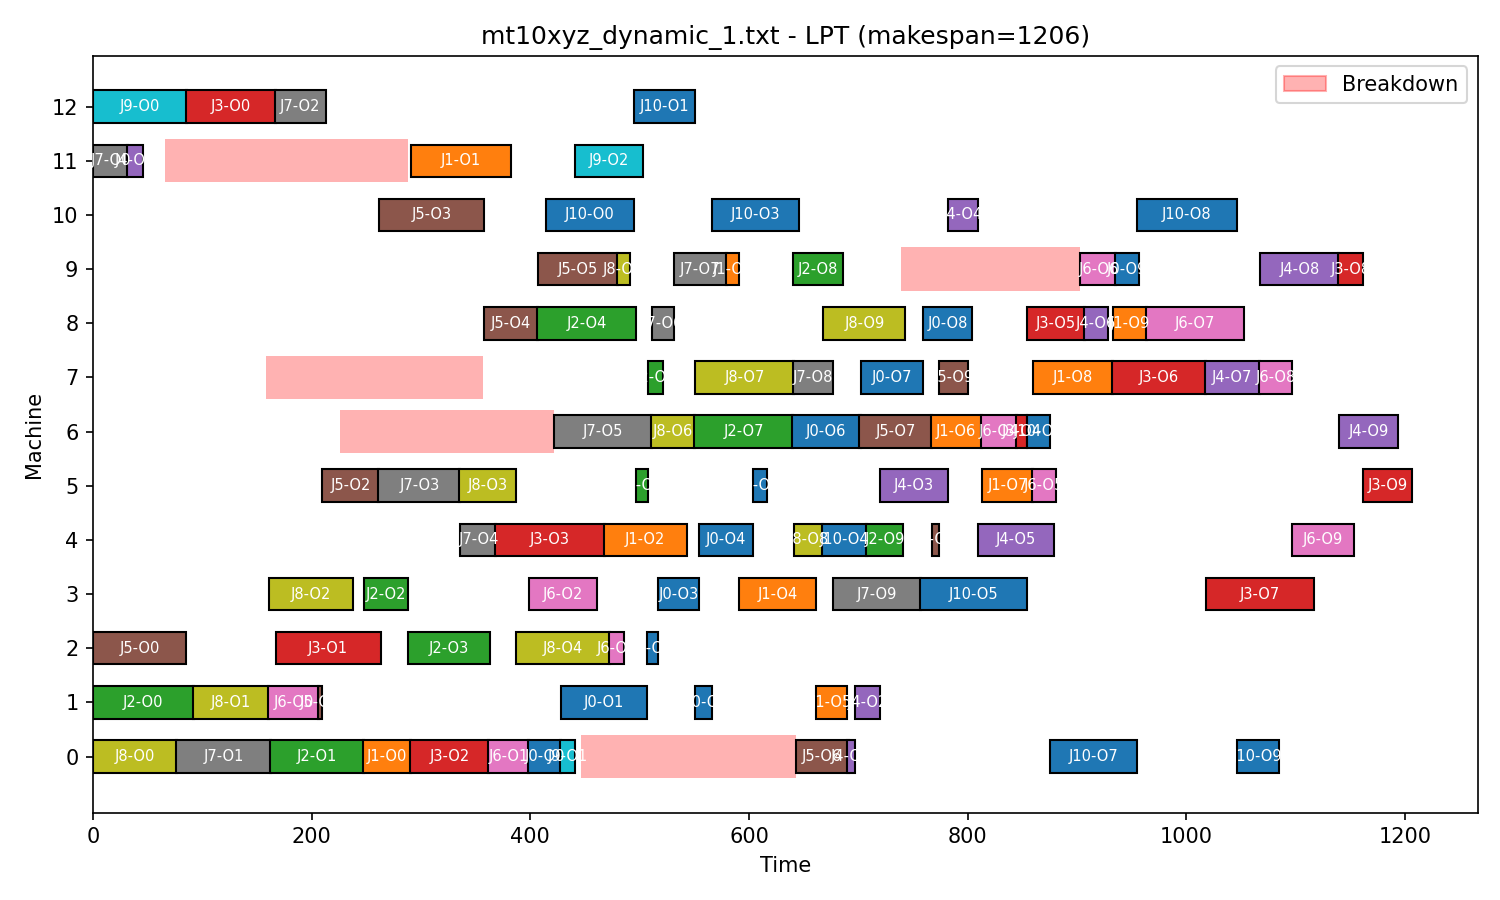 mt10xyz_dynamic_1.txt - LPT (makespan=1206)
Breakdown
Machine
12 J9-O0 J3-O0 J7-O2 J10-O1
11 J1-O1 J9-O2
10 J5-O3 J10-O0 J10-O3 J10-O8
9 J5-O5 J7-O7 J2-O8 J4-O8 J3-O8
8 J5-O4 J2-O4 J8-O9 J0-O8 J3-O5 J4-O6 J6-O7
7 J8-O7 J7-O8 J0-O7 J1-O8 J3-O6 J4-O7 J6-O8
6 J7-O5 J8-O6 J2-O7 J0-O6 J5-O7 J1-O6 J4-O9
5 J5-O2 J7-O3 J8-O3 J4-O3 J1-O7 J6-O5 J3-O9
4 J7-O4 J3-O3 J1-O2 J0-O4 J2-O9 J4-O5 J6-O9
3 J8-O2 J2-O2 J6-O2 J0-O3 J1-O4 J7-O9 J10-O5 J3-O7
2 J5-O0 J3-O1 J2-O3 J8-O4
1 J2-O0 J8-O1 J0-O1
0 J8-O0 J7-O1 J2-O1 J1-O0 J3-O2 J6-O1 J5-O6 J10-O7
0 200 400 600 800 1000 1200
Time